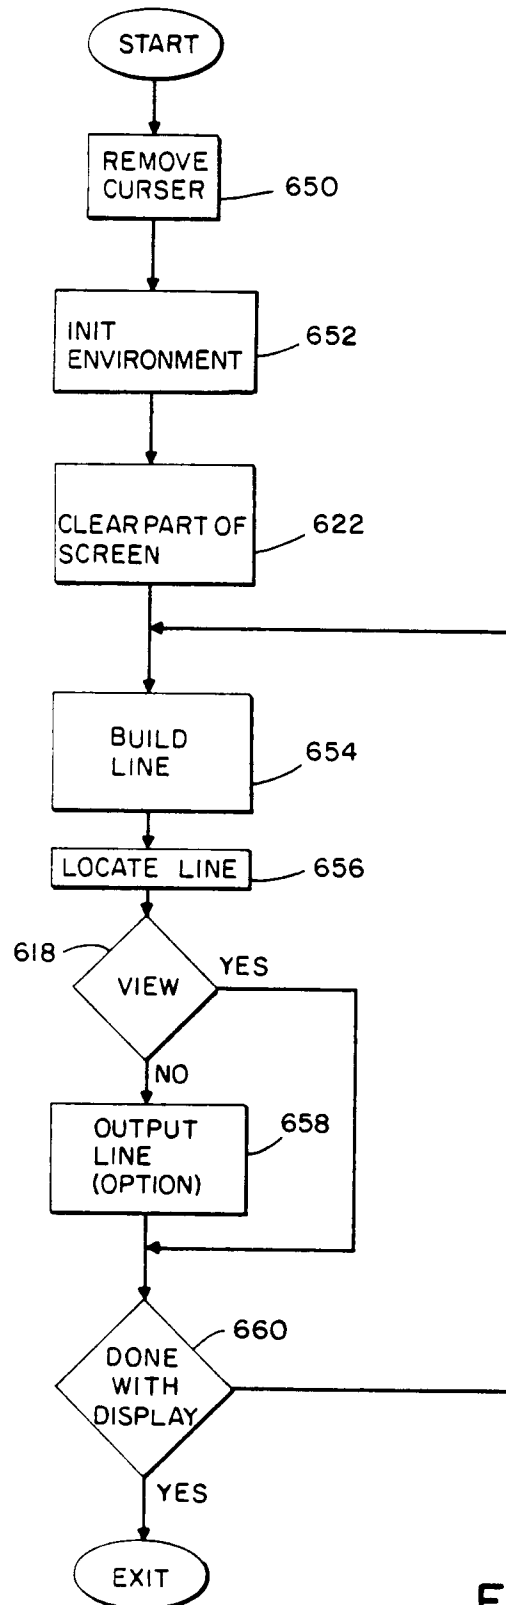 START
REMOVE
CURSER
650
INIT
ENVIRONMENT
652
CLEAR PART OF
SCREEN
622
BUILD
LINE
654
LOCATE LINE
656
618
VIEW
YES
NO
OUTPUT
LINE
(OPTION)
658
660
DONE
WITH
DISPLAY
YES
EXIT